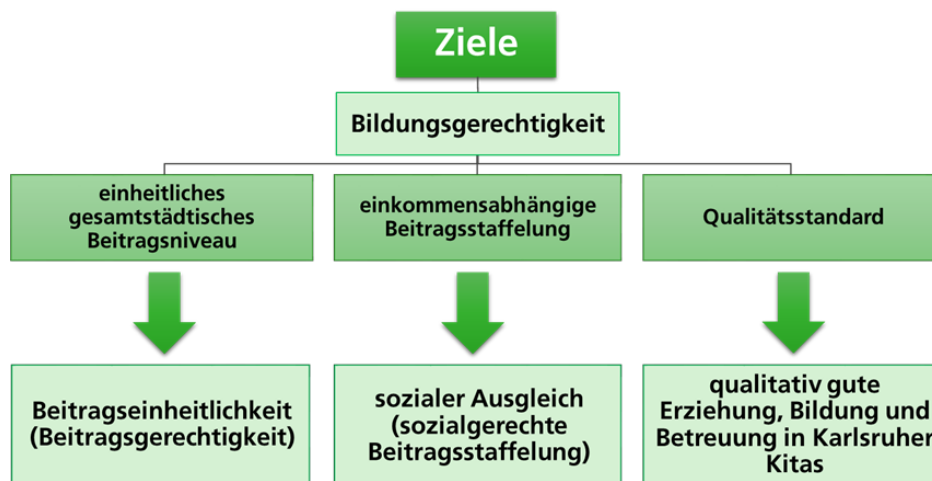 Ziele
Bildungsgerechtigkeit
einheitliches
gesamtstädtisches
Beitragsniveau
einkommensabhängige
Beitragsstaffelung
Qualitätsstandard
Beitragseinheitlichkeit
(Beitragsgerechtigkeit)
sozialer Ausgleich
(sozialgerechte
Beitragsstaffelung)
qualitativ gute
Erziehung, Bildung und
Betreuung in Karlsruher
Kitas